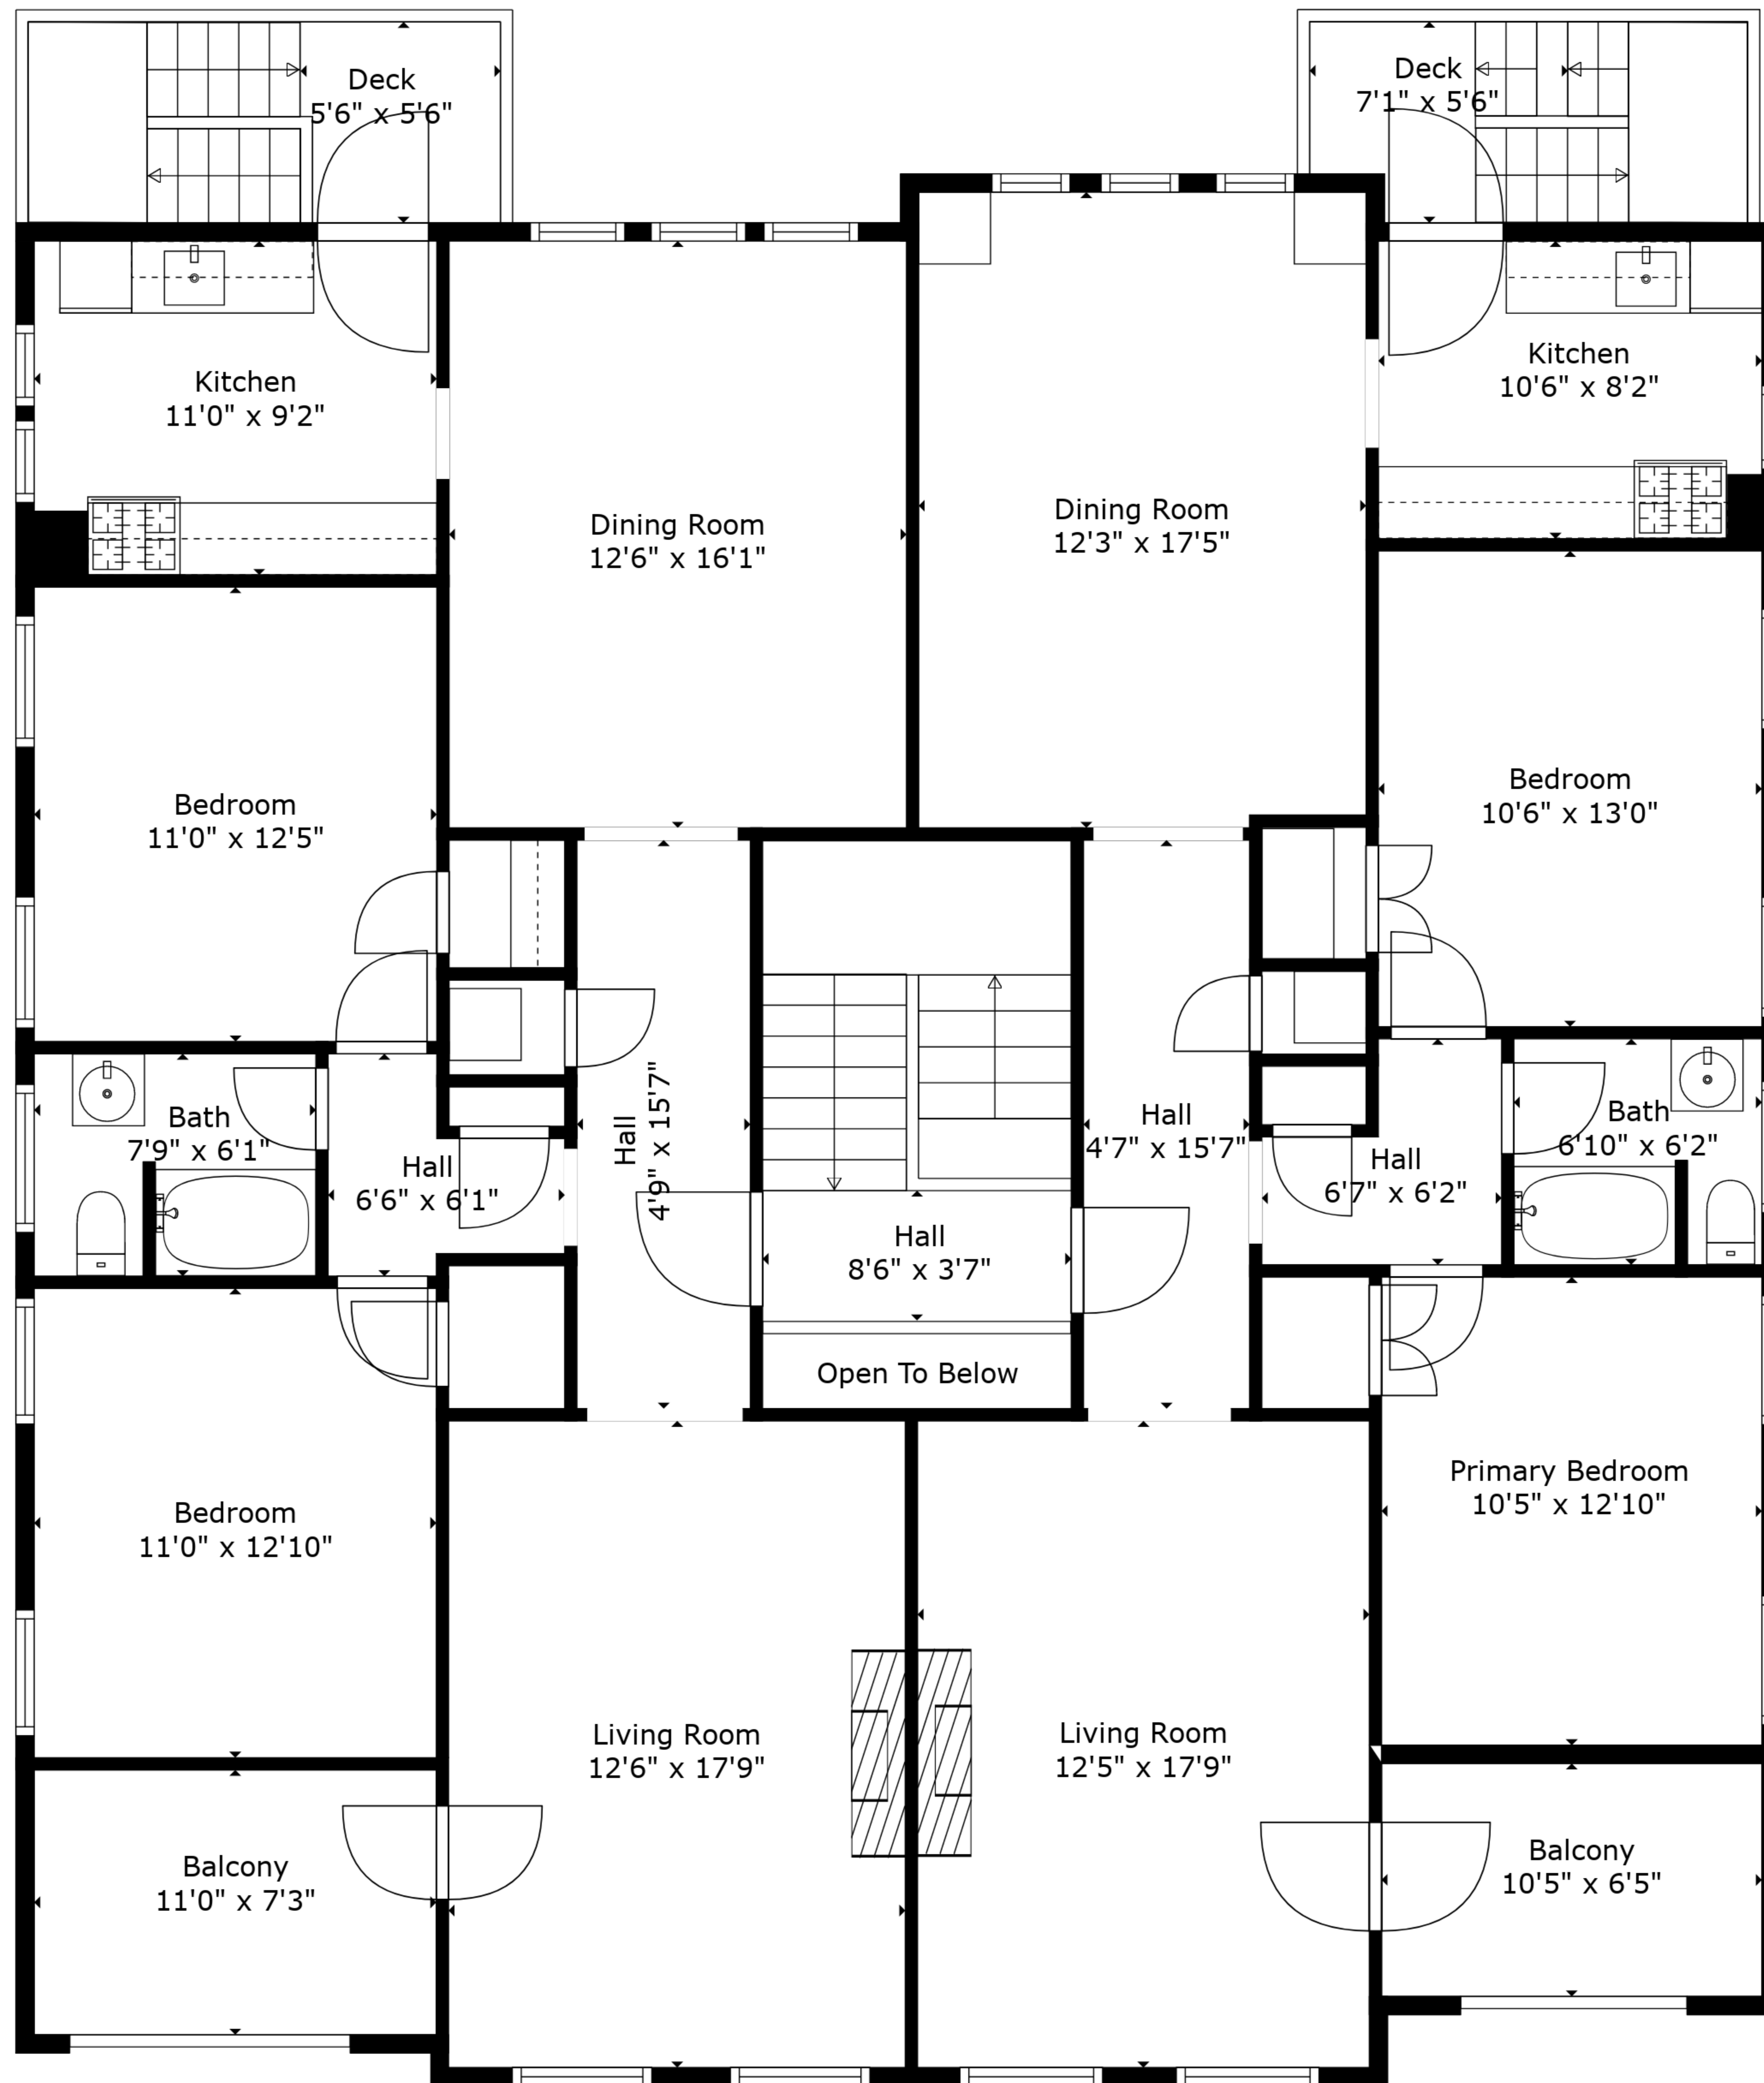 Deck
5'6" x 5'6"
Deck
7'1" x 5'6"
Kitchen
11'0" x 9'2"
Kitchen
10'6" x 8'2"
Dining Room
12'6" x 16'1"
Dining Room
12'3" x 17'5"
Bedroom
11'0" x 12'5"
Bedroom
10'6" x 13'0"
Bath
7'9" x 6'1"
Hall
6'6" x 6'1"
Hall
4'9" x 15'7"
Hall
4'7" x 15'7"
Hall
6'7" x 6'2"
Bath
6'10" x 6'2"
Hall
8'6" x 3'7"
Open To Below
Bedroom
11'0" x 12'10"
Primary Bedroom
10'5" x 12'10"
Living Room
12'6" x 17'9"
Living Room
12'5" x 17'9"
Balcony
11'0" x 7'3"
Balcony
10'5" x 6'5"